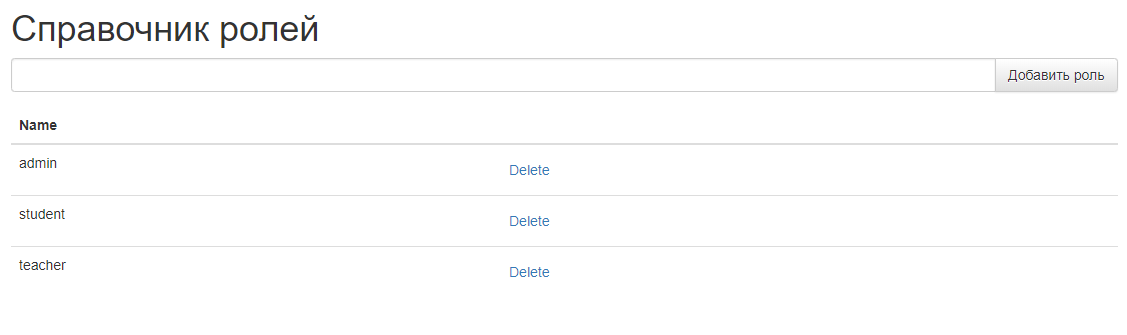 Справочник ролей
Добавить роль
Name
admin Delete
student Delete
teacher Delete